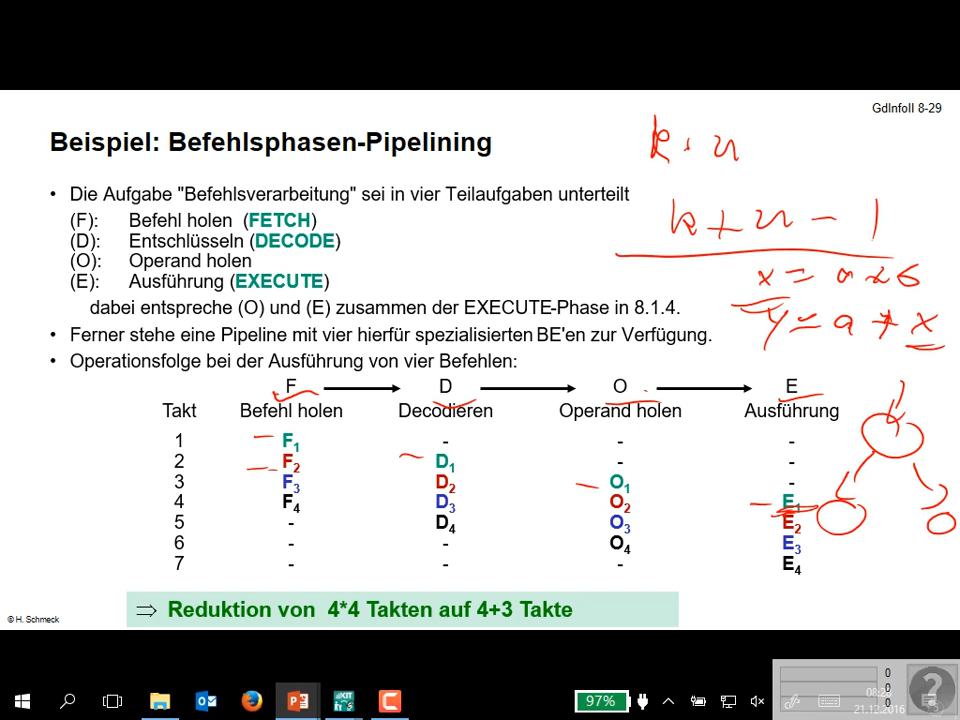 GdInfoII 8-29
Beispiel: Befehlsphasen-Pipelining
k · n
• Die Aufgabe "Befehlsverarbeitung" sei in vier Teilaufgaben unterteilt
k + n - 1
(F): Befehl holen (FETCH)
(D): Entschlüsseln (DECODE)
(O): Operand holen
(E): Ausführung (EXECUTE)
dabei entspreche (O) und (E) zusammen der EXECUTE-Phase in 8.1.4.
• Ferner stehe eine Pipeline mit vier hierfür spezialisierten BE'en zur Verfügung.
• Operationsfolge bei der Ausführung von vier Befehlen:
F D O E
Takt Befehl holen Decodieren Operand holen Ausführung
1 F1 - - -
2 F2 D1 - -
3 F3 D2 O1 -
4 F4 D3 O2 E1
5 - D4 O3 E2
6 - - O4 E3
7 - - - E4
⇒ Reduktion von 4*4 Takten auf 4+3 Takte
© H. Schmeck
97%
0
0
0
08:28
21.12.2016